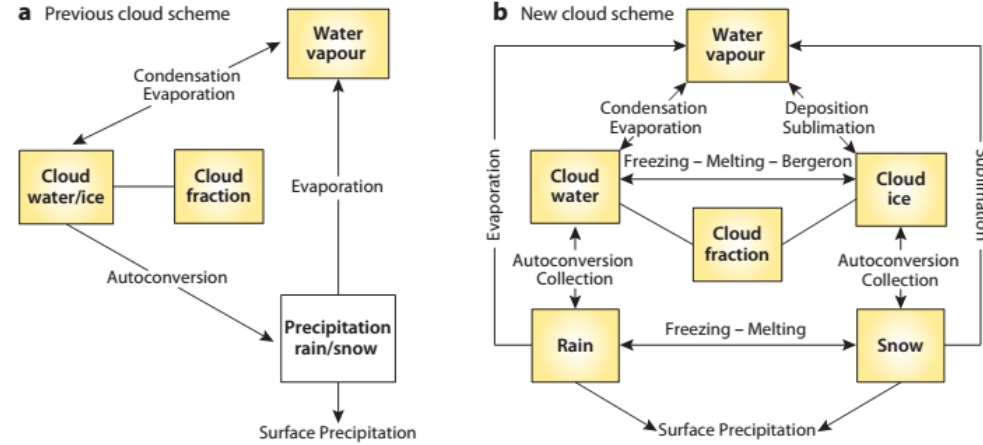 a Previous cloud scheme
Water
vapour
Condensation
Evaporation
Cloud
water/ice
Cloud
fraction
Evaporation
Autoconversion
Precipitation
rain/snow
Surface Precipitation
b New cloud scheme
Water
vapour
Condensation
Evaporation
Deposition
Sublimation
Evaporation
Sublimation
Cloud
water
Freezing – Melting – Bergeron
Cloud
ice
Cloud
fraction
Autoconversion
Collection
Autoconversion
Collection
Rain
Freezing – Melting
Snow
Surface Precipitation